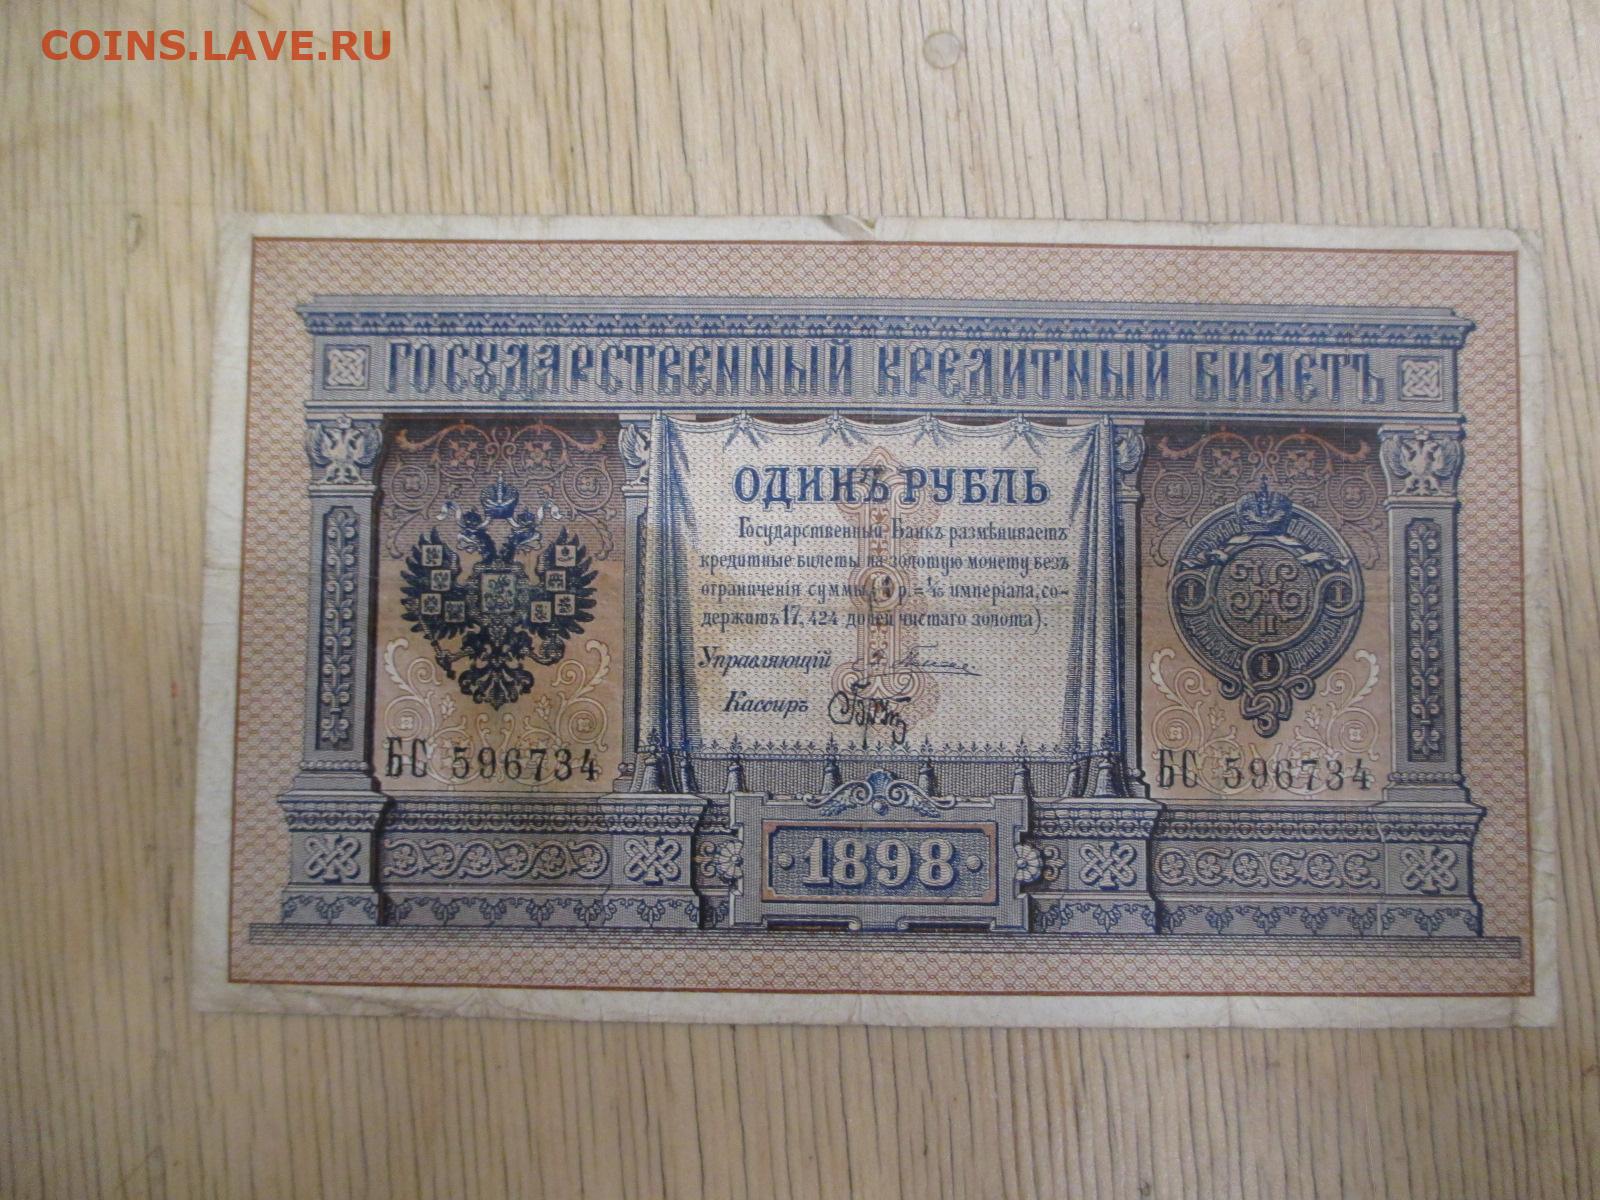 COINS.LAVE.RU
ГОСУДАРСТВЕННЫЙ КРЕДИТНЫЙ БИЛЕТЪ
ОДИНЪ РУБЛЬ
Государственный Банкъ размѣниваетъ
кредитные билеты на золотую монету безъ
ограниченія суммы (1 р. = 1/15 имперіала, со-
держитъ 17,424 долей чистаго золота).
Управляющій
Кассиръ
БС 596734
БС 596734
1898